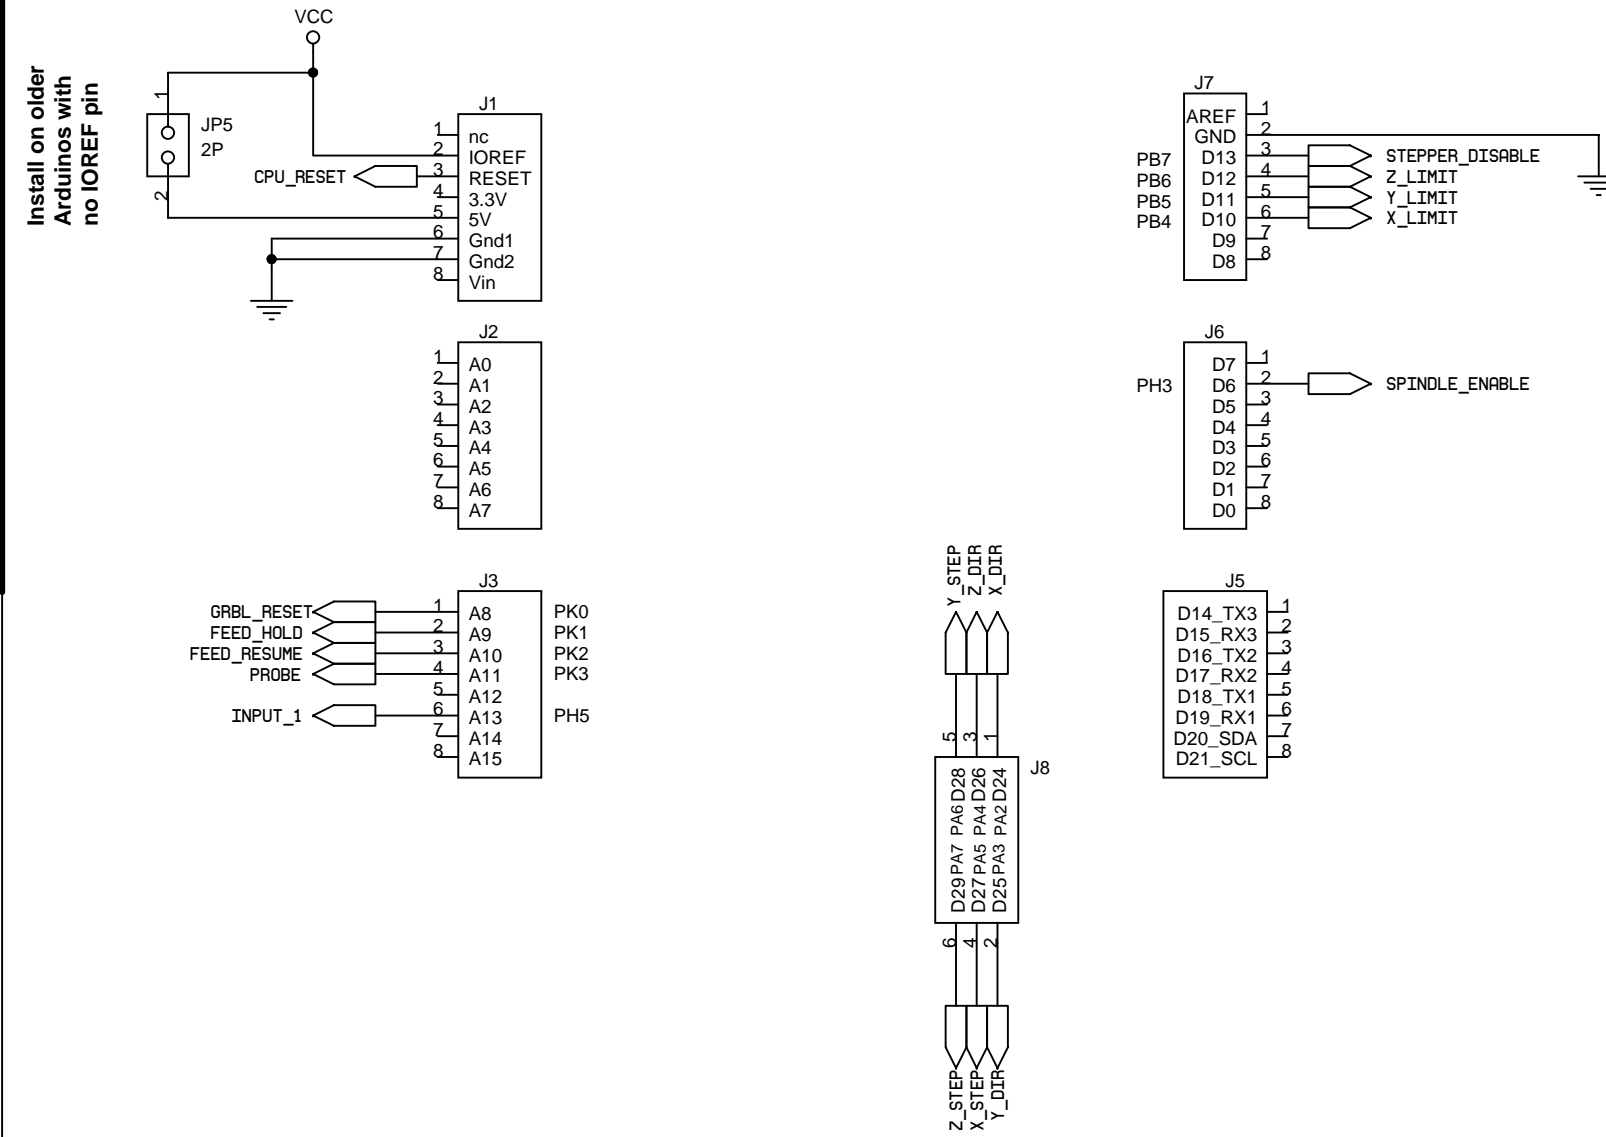 VCC
Install on older
Arduinos with
no IOREF pin
1
JP5
2P
2
J1
1 nc
2 IOREF
CPU_RESET 3 RESET
4 3.3V
5 5V
6 Gnd1
7 Gnd2
8 Vin
J2
1 A0
2 A1
3 A2
4 A3
5 A4
6 A5
7 A6
8 A7
J3
GRBL_RESET 1 A8 PK0
FEED_HOLD 2 A9 PK1
FEED_RESUME 3 A10 PK2
PROBE 4 A11 PK3
5 A12
INPUT_1 6 A13 PH5
7 A14
8 A15
J7
AREF 1
GND 2
PB7 D13 3 STEPPER_DISABLE
PB6 D12 4 Z_LIMIT
PB5 D11 5 Y_LIMIT
PB4 D10 6 X_LIMIT
D9 7
D8 8
J6
D7 1
PH3 D6 2 SPINDLE_ENABLE
D5 3
D4 4
D3 5
D2 6
D1 7
D0 8
J5
D14_TX3 1
D15_RX3 2
D16_TX2 3
D17_RX2 4
D18_TX1 5
D19_RX1 6
D20_SDA 7
D21_SCL 8
J8
Z_STEP 6 D29 PA7 PA6 D28 5 Y_STEP
X_STEP 4 D27 PA5 PA4 D26 3 Z_DIR
Y_DIR 2 D25 PA3 PA2 D24 1 X_DIR